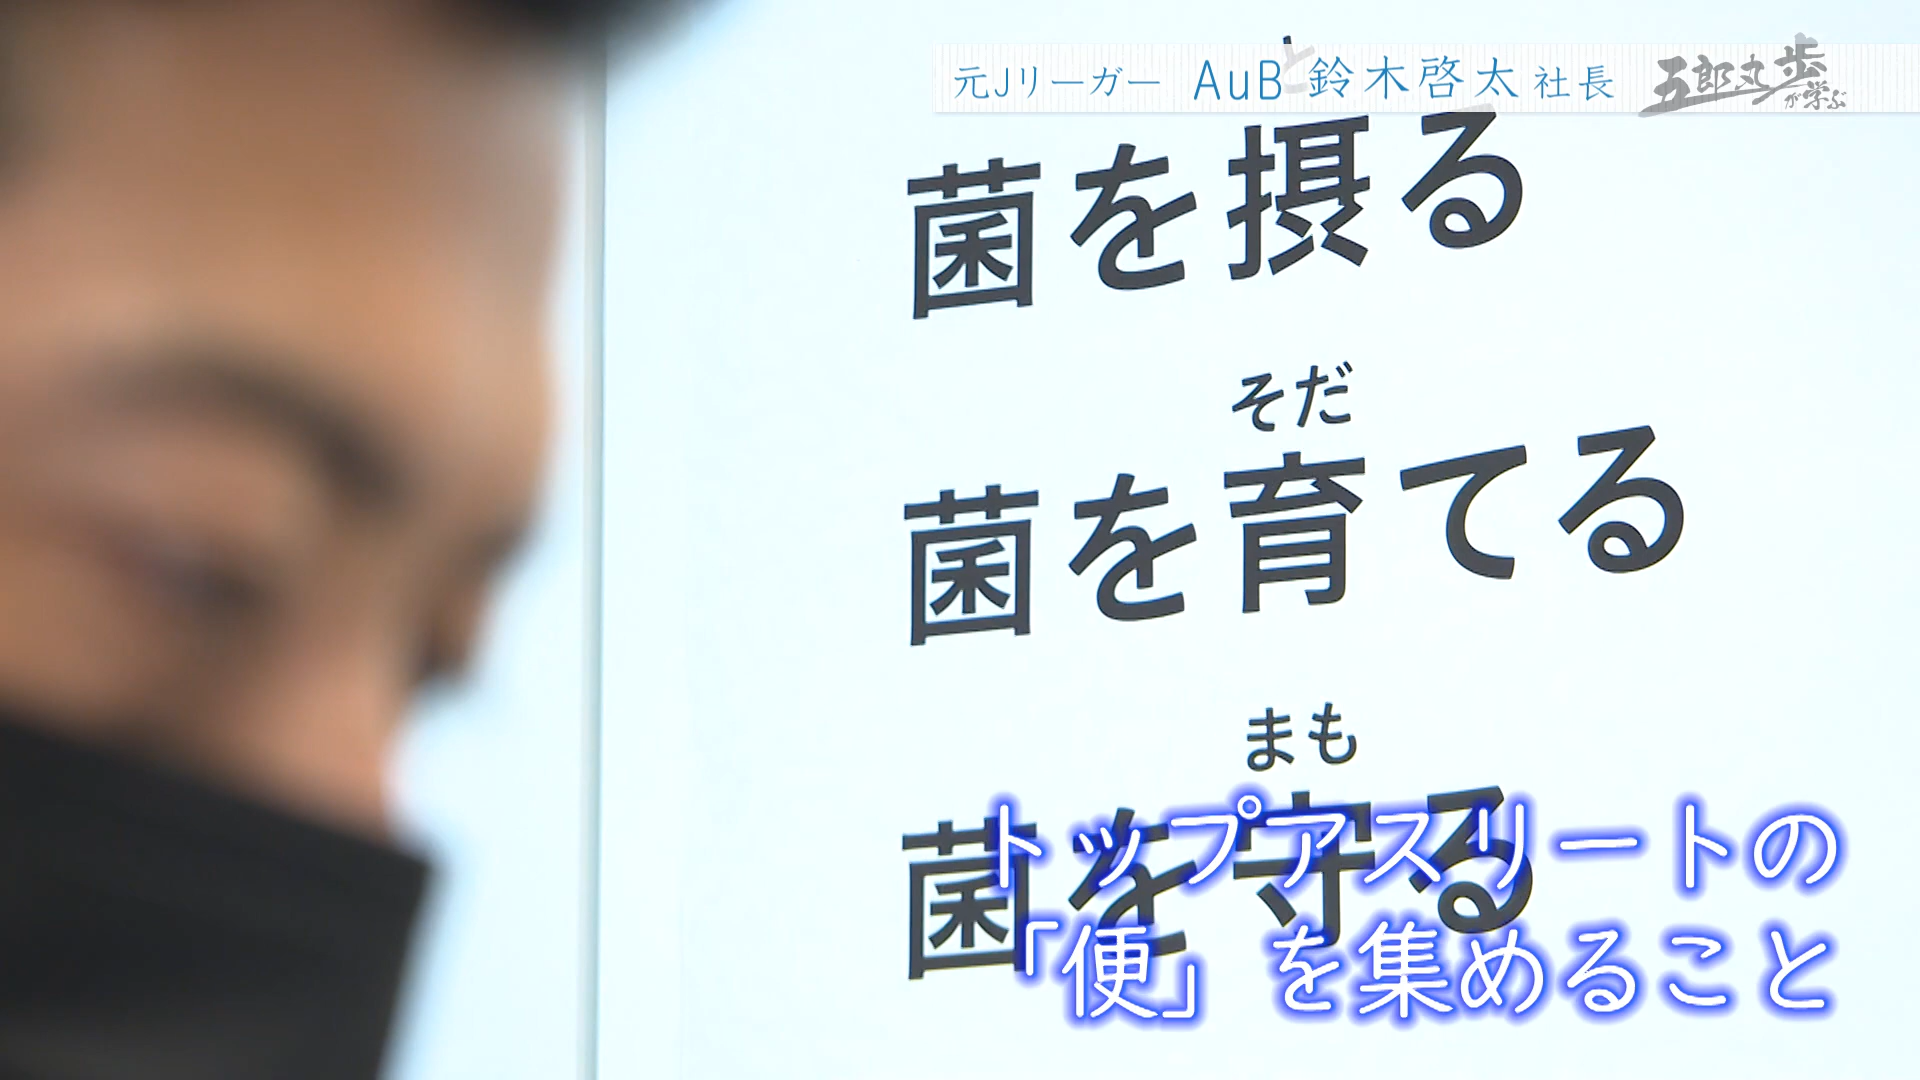 元Jリーガー AuB 鈴木啓太社長 五郎丸歩が学ぶ
と
菌を摂る
そだ
菌を育てる
まも
菌を守る
トップアスリートの
「便」を集めること